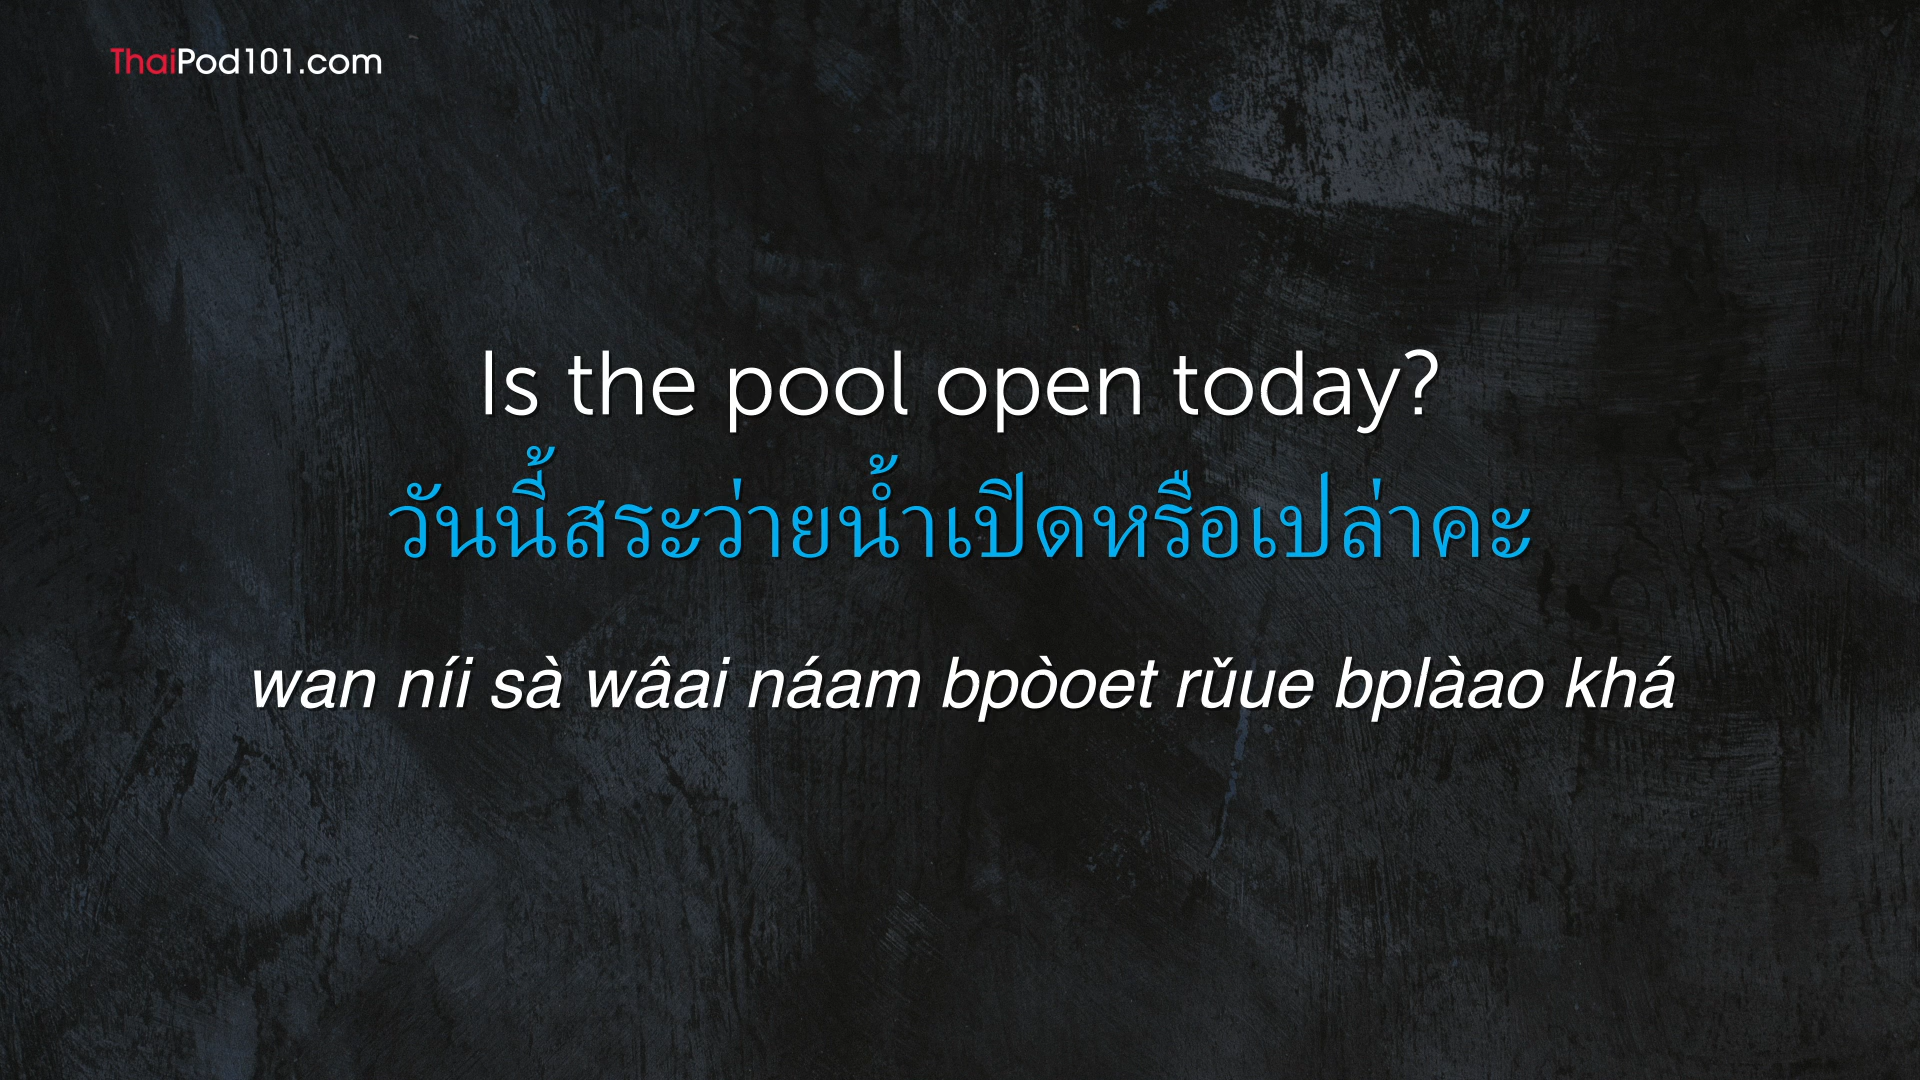 ThaiPod101.com
Is the pool open today?
วันนี้สระว่ายน้ำเปิดหรือเปล่าคะ
wan níi sà wâai náam bpòoet rǔue bplàao khá